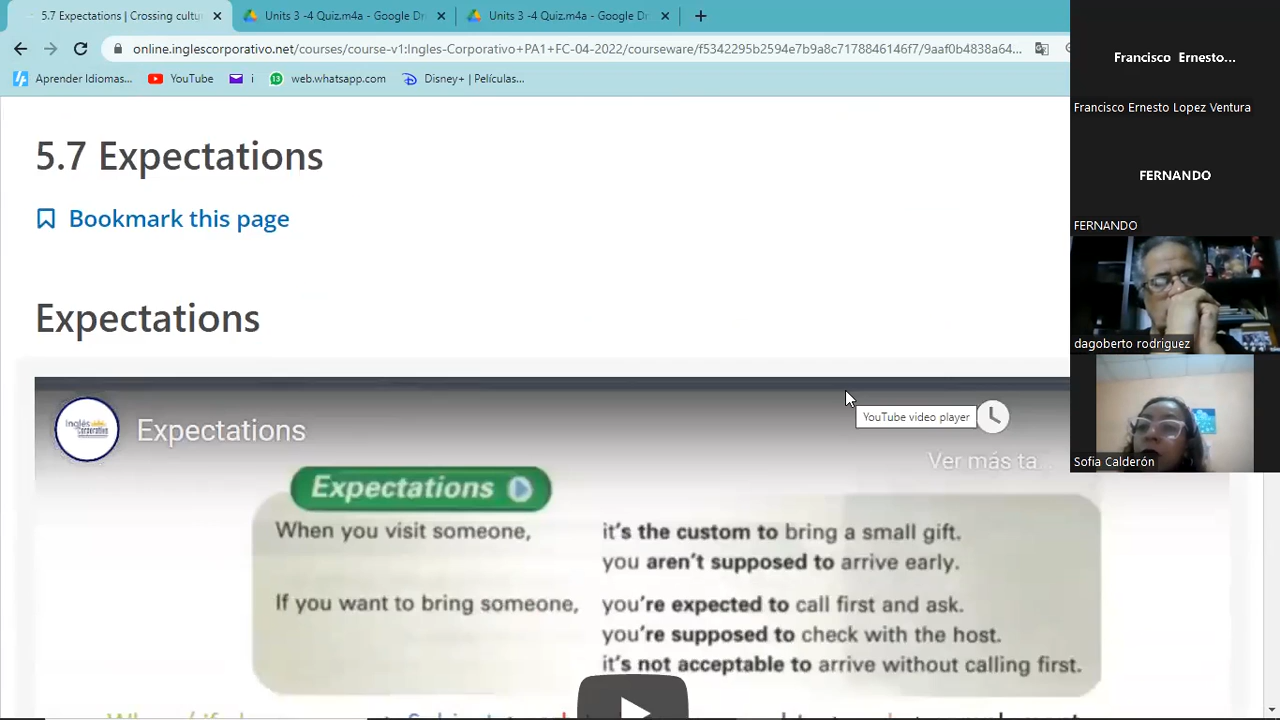 5.7 Expectations | Crossing cultu
Units 3 -4 Quiz.m4a - Google Dr
Units 3 -4 Quiz.m4a - Google Dr
online.inglescorporativo.net/courses/course-v1:Ingles-Corporativo+PA1+FC-04-2022/courseware/f5342295b2594e7b9a8c7178846146f7/9aaf0b4838a64...
Aprender Idiomas...
YouTube
i
web.whatsapp.com
Disney+ | Películas,...
5.7 Expectations
Bookmark this page
Expectations
Inglés Corporativo
Expectations
YouTube video player
Ver más ta...
Expectations
When you visit someone, it's the custom to bring a small gift.
you aren't supposed to arrive early.
If you want to bring someone, you're expected to call first and ask.
you're supposed to check with the host.
it's not acceptable to arrive without calling first.
Francisco Ernesto...
Francisco Ernesto Lopez Ventura
FERNANDO
FERNANDO
dagoberto rodriguez
Sofia Calderón